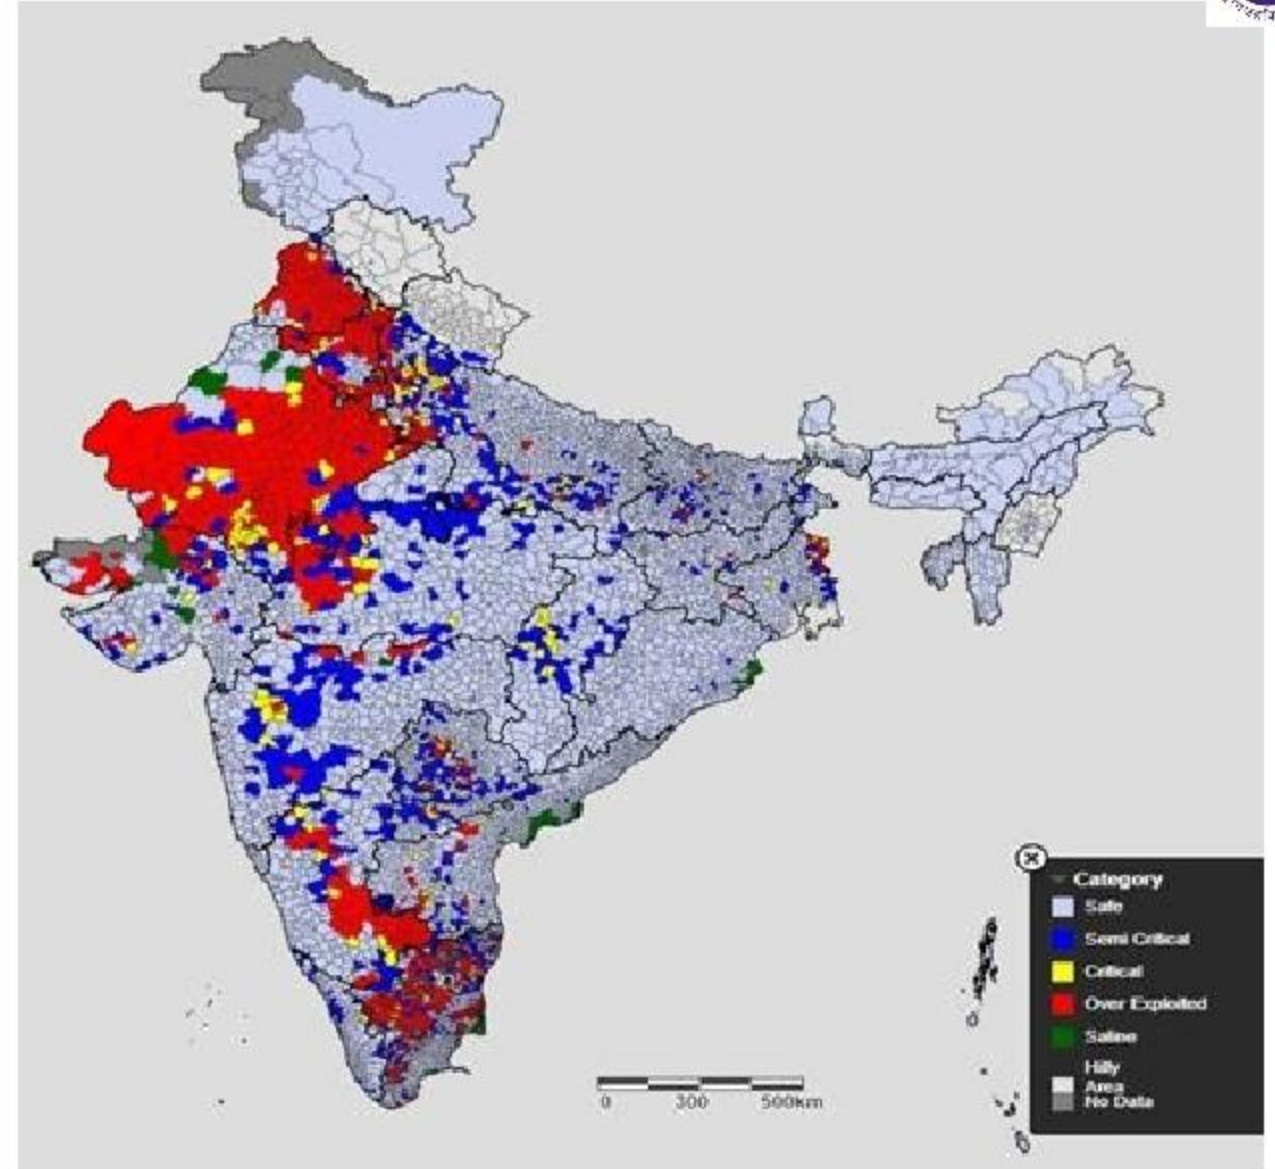 Category
Safe
Semi Critical
Critical
Over Exploited
Saline
Hilly
Area
No Data
0 300 500km